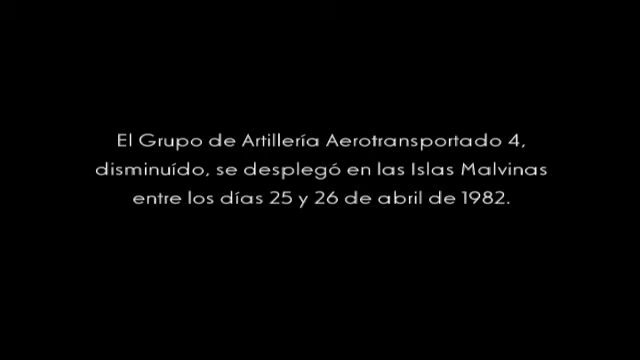 El Grupo de Artillería Aerotransportado 4,
disminuído, se desplegó en las Islas Malvinas
entre los días 25 y 26 de abril de 1982.